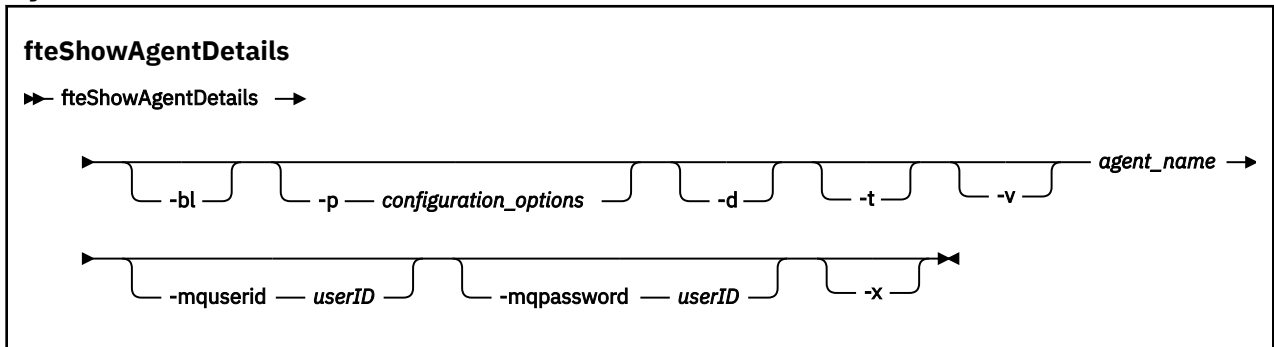 fteShowAgentDetails
fteShowAgentDetails
agent_name
-bl -p configuration_options -d -t -v
-mquserid userID -mqpassword userID -x